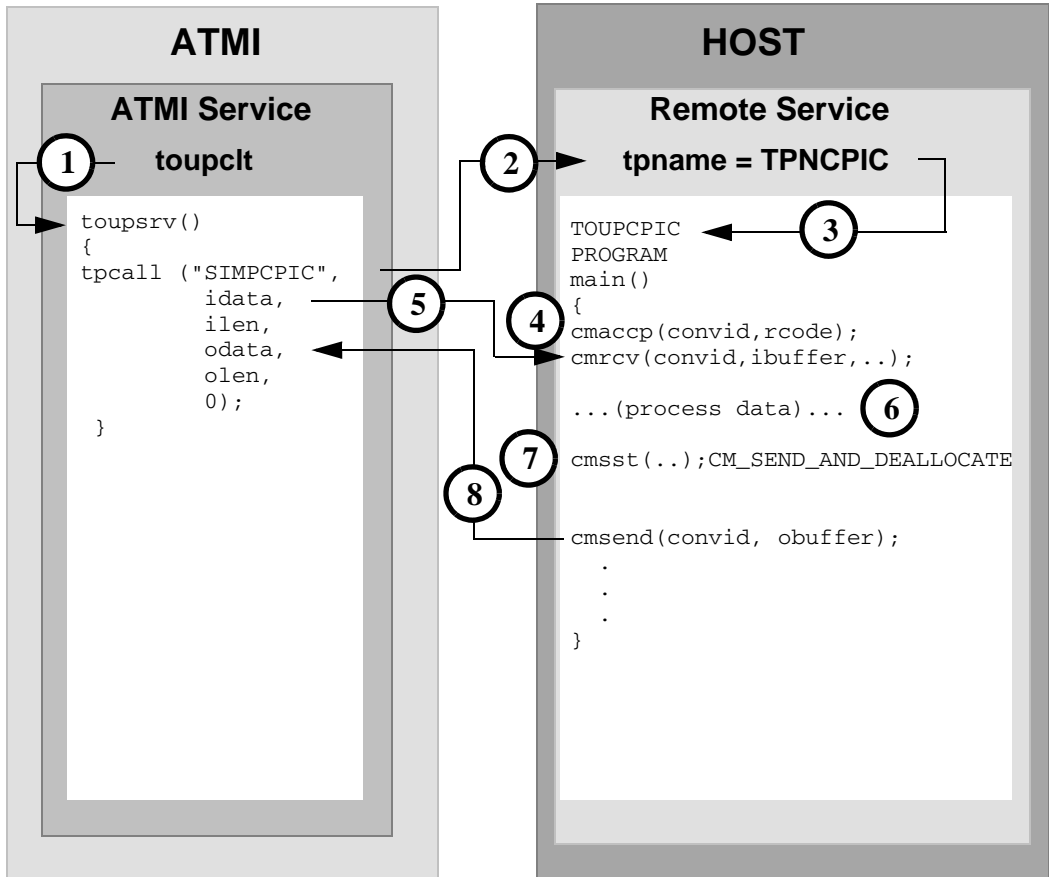 ATMI
ATMI Service
1
toupclt
toupsrv()
{
tpcall ("SIMPCPIC",
idata,
ilen,
odata,
olen,
0);
}
2
5
8
HOST
Remote Service
tpname = TPNCPIC
3
TOUPCPIC
PROGRAM
main()
{
4
cmaccp(convid,rcode);
cmrcv(convid,ibuffer,..);
...(process data)...
6
7
cmsst(..);CM_SEND_AND_DEALLOCATE
cmsend(convid, obuffer);
.
.
.
}